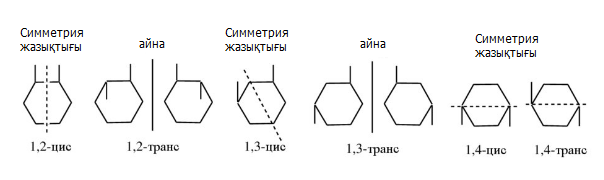 Симметрия
жазықтығы
айна
Симметрия
жазықтығы
айна
Симметрия
жазықтығы
1,2-цис
1,2-транс
1,3-цис
1,3-транс
1,4-цис
1,4-транс